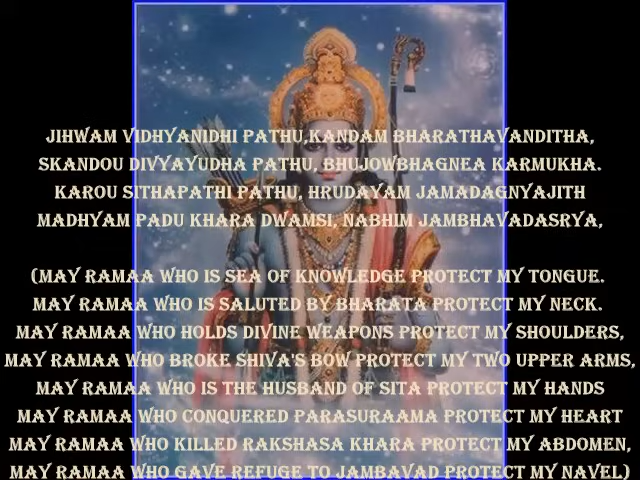 JIHWAM VIDHYANIDHI PATHU,KANDAM BHARATHAVANDITHA,
SKANDOU DIVYAYUDHA PATHU, BHUJOWBHAGNEA KARMUKHA.
KAROU SITHAPATHI PATHU, HRUDAYAM JAMADAGNYAJITH
MADHYAM PADU KHARA DWAMSI, NABHIM JAMBHAVADASRYA,
(MAY RAMAA WHO IS SEA OF KNOWLEDGE PROTECT MY TONGUE.
MAY RAMAA WHO IS SALUTED BY BHARATA PROTECT MY NECK.
MAY RAMAA WHO HOLDS DIVINE WEAPONS PROTECT MY SHOULDERS,
MAY RAMAA WHO BROKE SHIVA'S BOW PROTECT MY TWO UPPER ARMS,
MAY RAMAA WHO IS THE HUSBAND OF SITA PROTECT MY HANDS
MAY RAMAA WHO CONQUERED PARASURAAMA PROTECT MY HEART
MAY RAMAA WHO KILLED RAKSHASA KHARA PROTECT MY ABDOMEN,
MAY RAMAA WHO GAVE REFUGE TO JAMBAVAD PROTECT MY NAVEL)